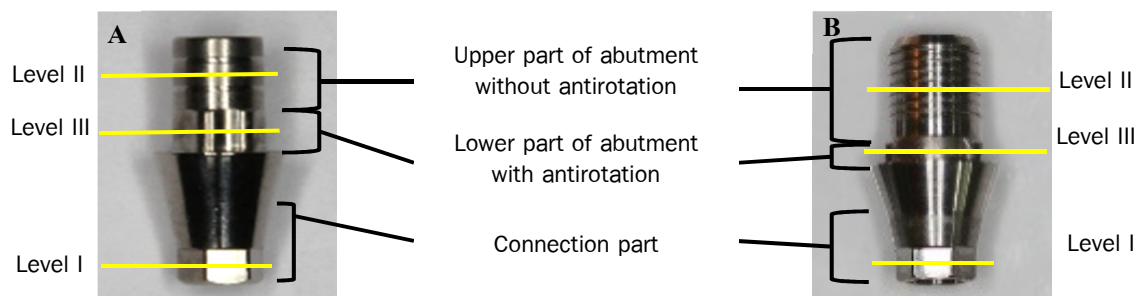 A
B
Level II
Upper part of abutment
without antirotation
Level II
Level III
Level III
Lower part of abutment
with antirotation
Level I
Connection part
Level I